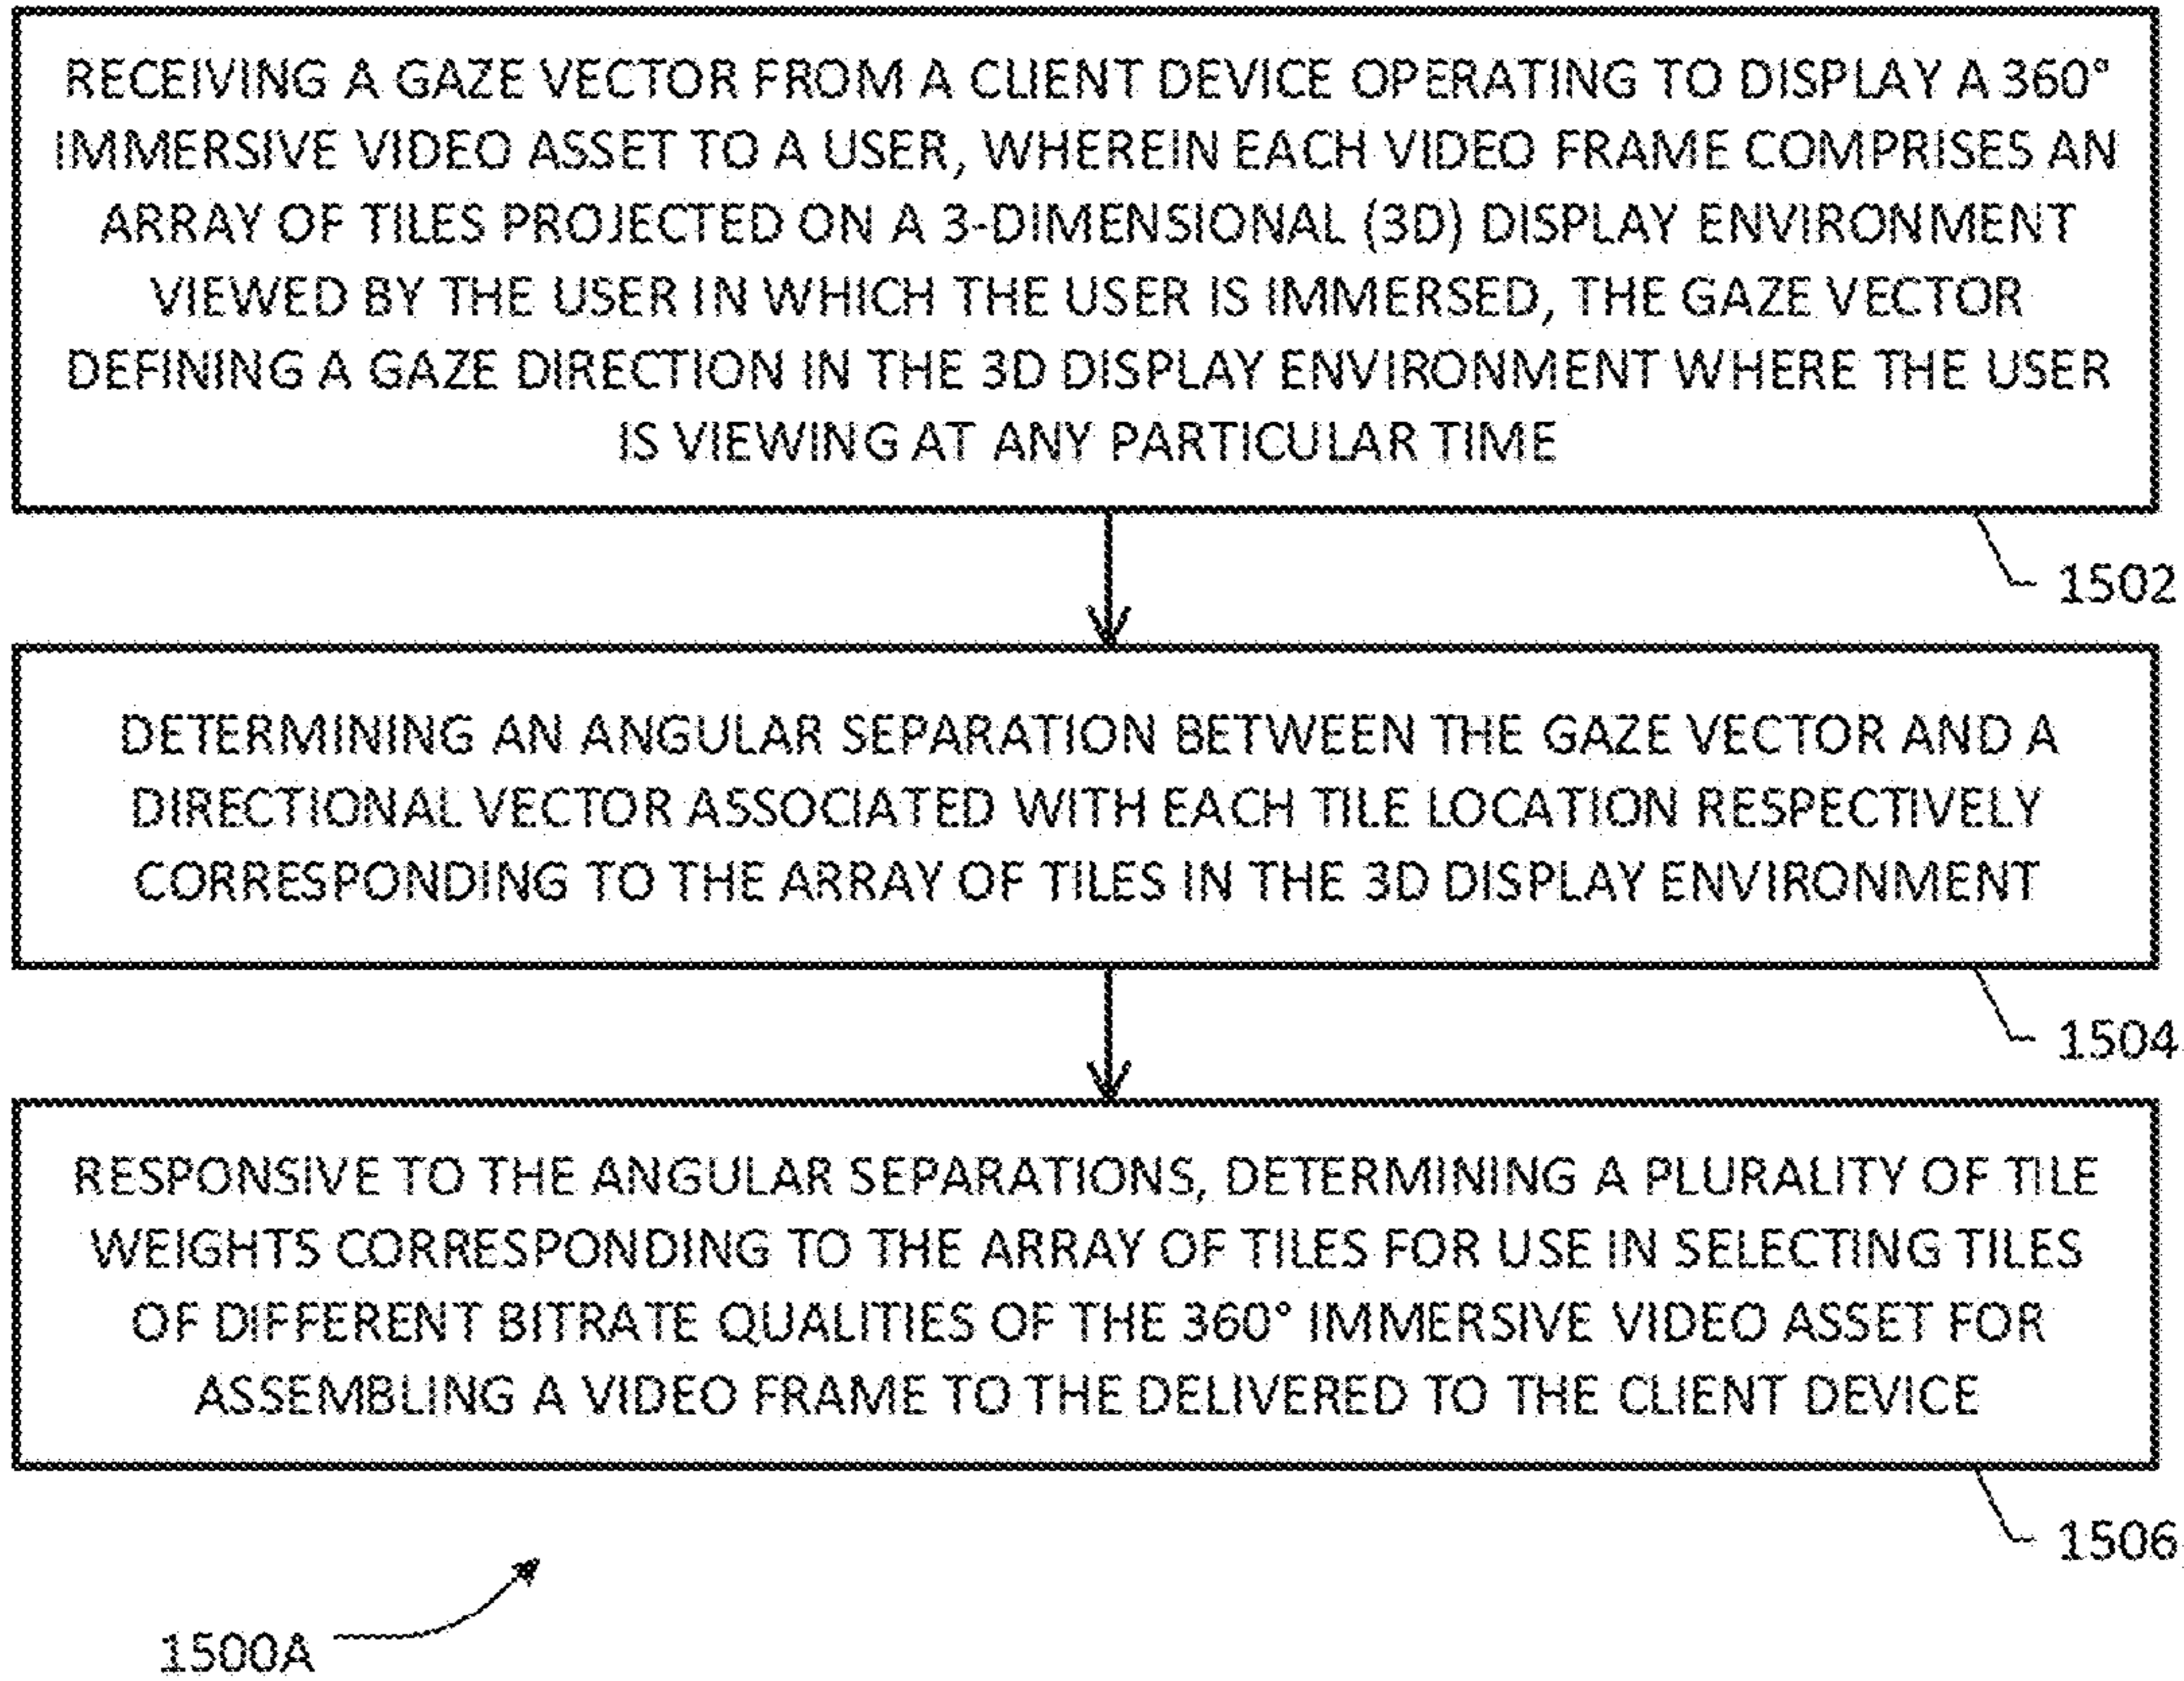 RECEIVING A GAZE VECTOR FROM A CLIENT DEVICE OPERATING TO DISPLAY A 360°
IMMERSIVE VIDEO ASSET TO A USER, WHEREIN EACH VIDEO FRAME COMPRISES AN
ARRAY OF TILES PROJECTED ON A 3-DIMENSIONAL (3D) DISPLAY ENVIRONMENT
VIEWED BY THE USER IN WHICH THE USER IS IMMERSED, THE GAZE VECTOR
DEFINING A GAZE DIRECTION IN THE 3D DISPLAY ENVIRONMENT WHERE THE USER
IS VIEWING AT ANY PARTICULAR TIME
1502
DETERMINING AN ANGULAR SEPARATION BETWEEN THE GAZE VECTOR AND A
DIRECTIONAL VECTOR ASSOCIATED WITH EACH TILE LOCATION RESPECTIVELY
CORRESPONDING TO THE ARRAY OF TILES IN THE 3D DISPLAY ENVIRONMENT
1504
RESPONSIVE TO THE ANGULAR SEPARATIONS, DETERMINING A PLURALITY OF TILE
WEIGHTS CORRESPONDING TO THE ARRAY OF TILES FOR USE IN SELECTING TILES
OF DIFFERENT BITRATE QUALITIES OF THE 360° IMMERSIVE VIDEO ASSET FOR
ASSEMBLING A VIDEO FRAME TO THE DELIVERED TO THE CLIENT DEVICE
1506
1500A